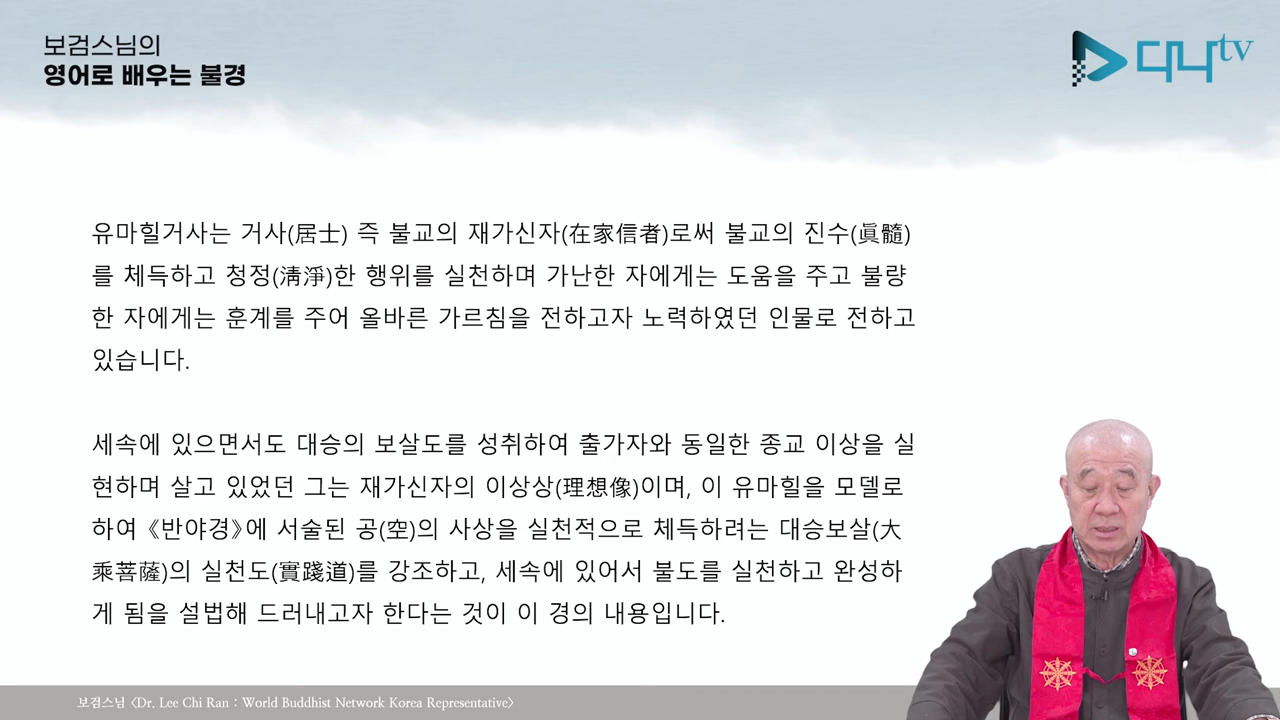 보검스님의
영어로 배우는 불경
디나tv
유마힐거사는 거사(居士) 즉 불교의 재가신자(在家信者)로써 불교의 진수(眞髓)
를 체득하고 청정(淸淨)한 행위를 실천하며 가난한 자에게는 도움을 주고 불량
한 자에게는 훈계를 주어 올바른 가르침을 전하고자 노력하였던 인물로 전하고
있습니다.
세속에 있으면서도 대승의 보살도를 성취하여 출가자와 동일한 종교 이상을 실
현하며 살고 있었던 그는 재가신자의 이상상(理想像)이며, 이 유마힐을 모델로
하여 《반야경》에 서술된 공(空)의 사상을 실천적으로 체득하려는 대승보살(大
乘菩薩)의 실천도(實踐道)를 강조하고, 세속에 있어서 불도를 실천하고 완성하
게 됨을 설법해 드러내고자 한다는 것이 이 경의 내용입니다.
보검스님 <Dr. Lee Chi Ran : World Buddhist Network Korea Representative>